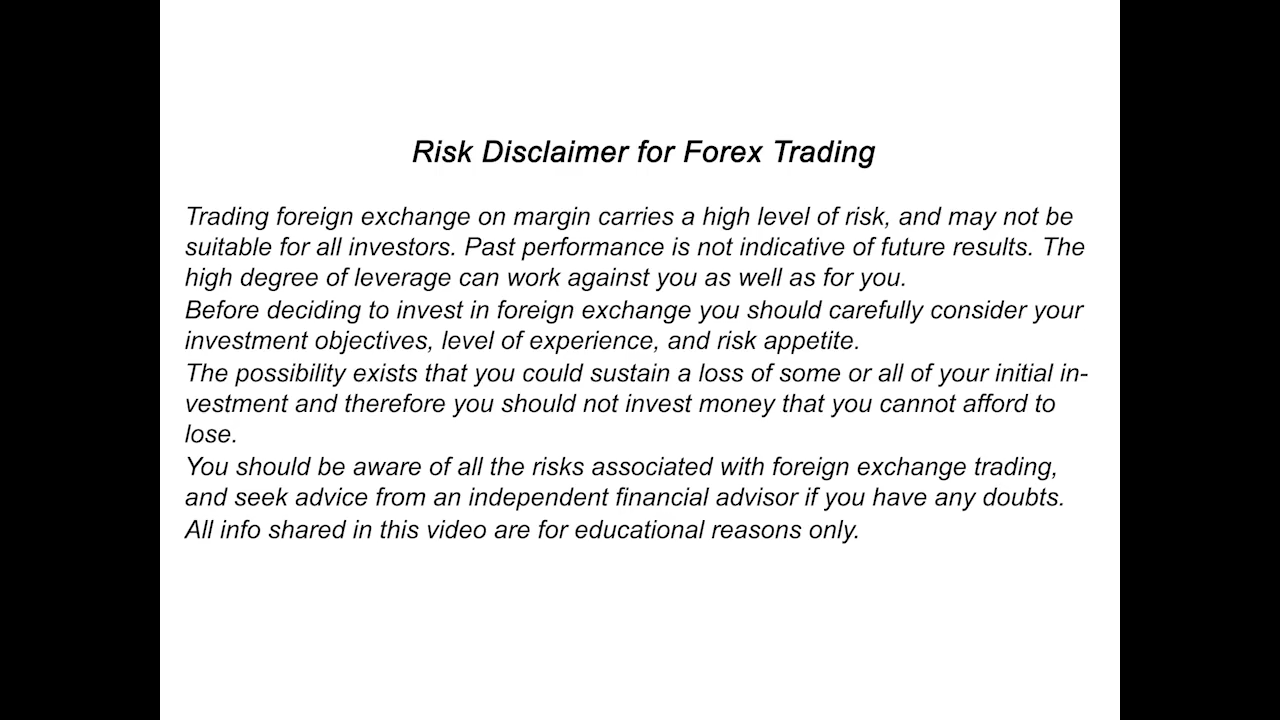 Risk Disclaimer for Forex Trading
Trading foreign exchange on margin carries a high level of risk, and may not be
suitable for all investors. Past performance is not indicative of future results. The
high degree of leverage can work against you as well as for you.
Before deciding to invest in foreign exchange you should carefully consider your
investment objectives, level of experience, and risk appetite.
The possibility exists that you could sustain a loss of some or all of your initial in-
vestment and therefore you should not invest money that you cannot afford to
lose.
You should be aware of all the risks associated with foreign exchange trading,
and seek advice from an independent financial advisor if you have any doubts.
All info shared in this video are for educational reasons only.